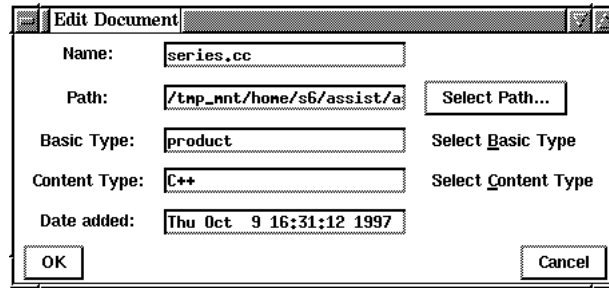 Edit Document
Name: series.cc
Path: /tmp_mnt/home/s6/assist/a Select Path...
Basic Type: product Select Basic Type
Content Type: C++ Select Content Type
Date added: Thu Oct  9 16:31:12 1997
OK Cancel